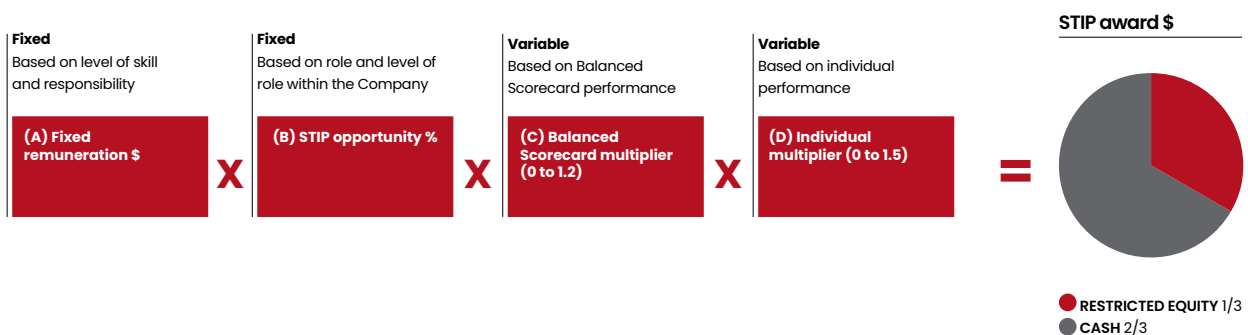 Fixed
Based on level of skill
and responsibility
(A) Fixed
remuneration $
X
Fixed
Based on role and level of
role within the Company
(B) STIP opportunity %
X
Variable
Based on Balanced
Scorecard performance
(C) Balanced
Scorecard multiplier
(0 to 1.2)
X
Variable
Based on individual
performance
(D) Individual
multiplier (0 to 1.5)
=
STIP award $
RESTRICTED EQUITY 1/3
CASH 2/3